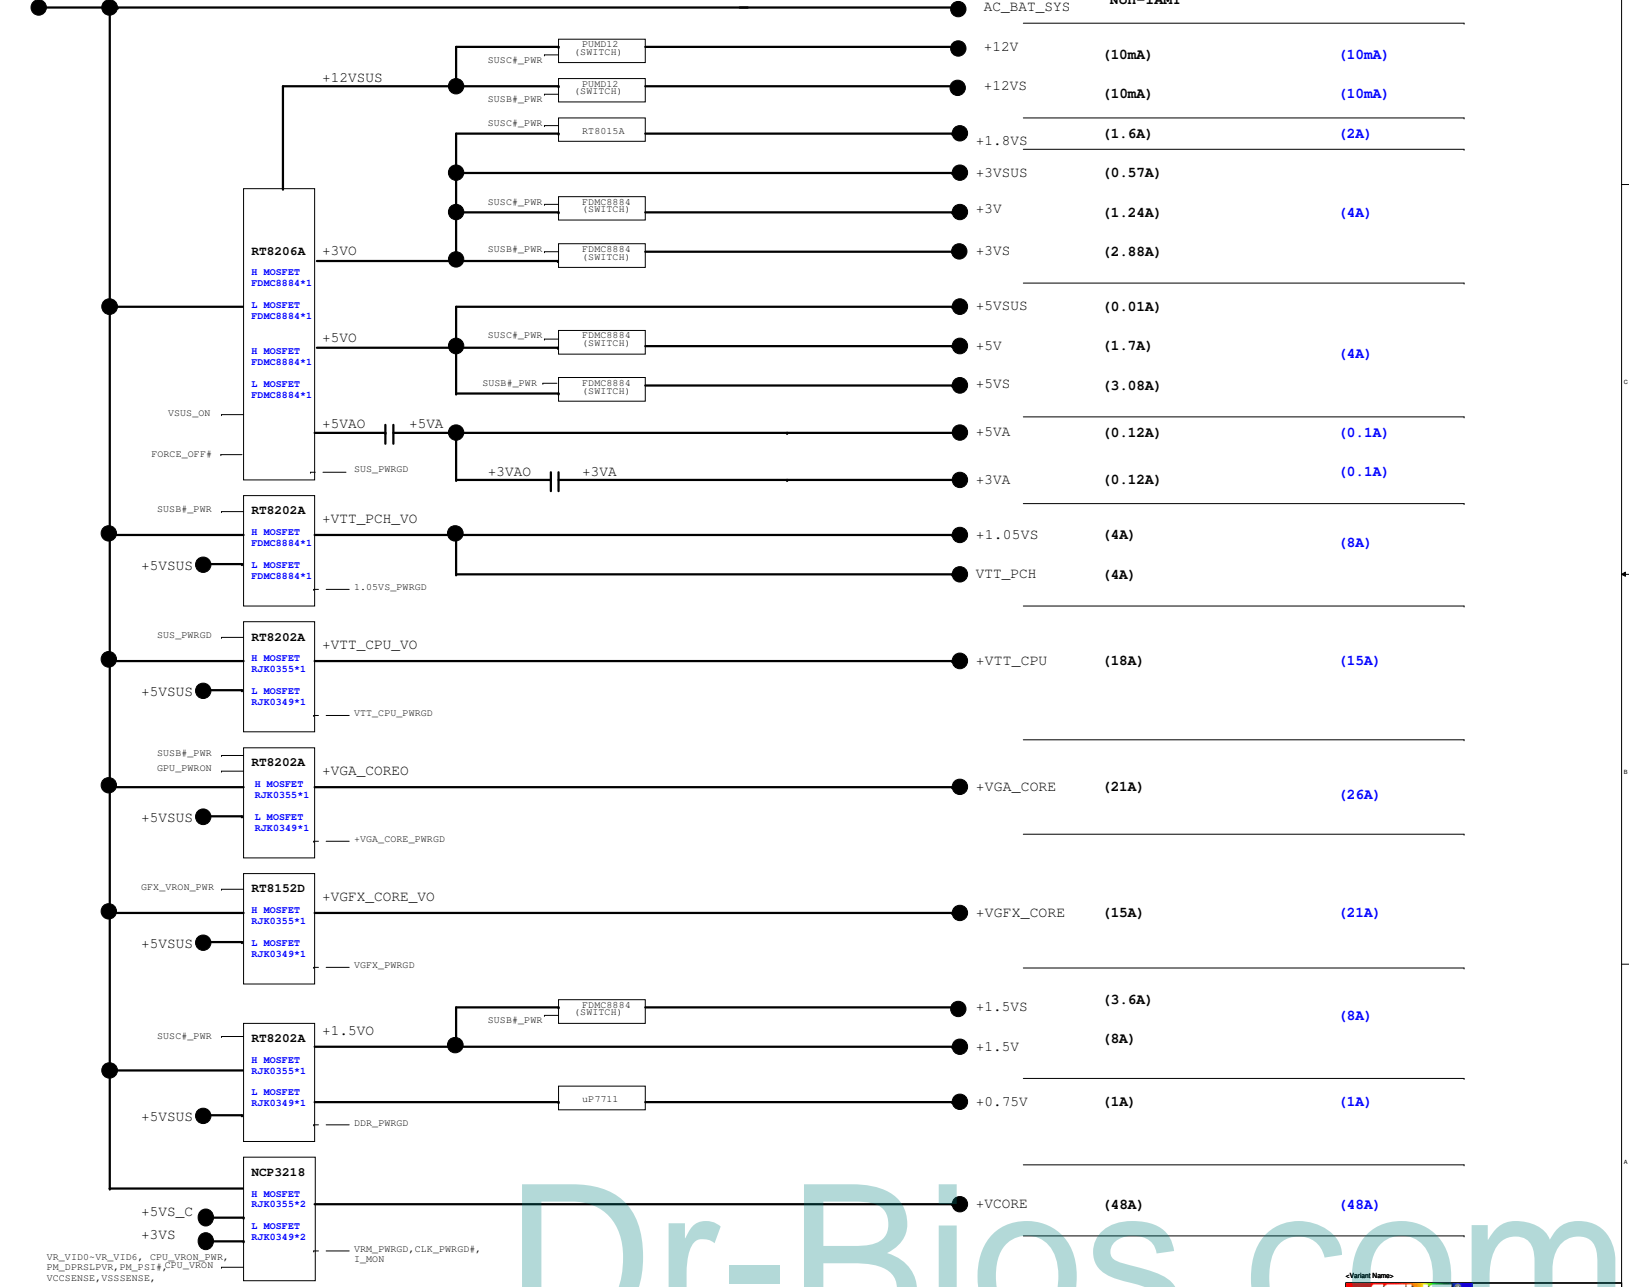 AC_BAT_SYS
+12VSUS
PUMD12
(SWITCH)
SUSC#_PWR
+12V
(10mA)
(10mA)
PUMD12
(SWITCH)
SUSB#_PWR
+12VS
(10mA)
(10mA)
SUSC#_PWR
RT8015A
+1.8VS
(1.6A)
(2A)
+3VSUS
(0.57A)
SUSC#_PWR
FDMC8884
(SWITCH)
+3V
(1.24A)
(4A)
RT8206A
H MOSFET
FDMC8884*1
L MOSFET
FDMC8884*1
H MOSFET
FDMC8884*1
L MOSFET
FDMC8884*1
+3VO
SUSB#_PWR
FDMC8884
(SWITCH)
+3VS
(2.88A)
+5VSUS
(0.01A)
+5VO
SUSC#_PWR
FDMC8884
(SWITCH)
+5V
(1.7A)
(4A)
SUSB#_PWR
FDMC8884
(SWITCH)
+5VS
(3.08A)
VSUS_ON
FORCE_OFF#
+5VAO
+5VA
+5VA
(0.12A)
(0.1A)
SUS_PWRGD
+3VAO
+3VA
+3VA
(0.12A)
(0.1A)
SUSB#_PWR
RT8202A
H MOSFET
FDMC8884*1
L MOSFET
FDMC8884*1
+5VSUS
+VTT_PCH_VO
+1.05VS
(4A)
(8A)
VTT_PCH
(4A)
1.05VS_PWRGD
SUS_PWRGD
RT8202A
H MOSFET
RJK0355*1
L MOSFET
RJK0349*1
+5VSUS
+VTT_CPU_VO
+VTT_CPU
(18A)
(15A)
VTT_CPU_PWRGD
SUSB#_PWR
GPU_PWRON
RT8202A
H MOSFET
RJK0355*1
L MOSFET
RJK0349*1
+5VSUS
+VGA_COREO
+VGA_CORE
(21A)
(26A)
+VGA_CORE_PWRGD
GFX_VRON_PWR
RT8152D
H MOSFET
RJK0355*1
L MOSFET
RJK0349*1
+5VSUS
+VGFX_CORE_VO
+VGFX_CORE
(15A)
(21A)
VGFX_PWRGD
SUSC#_PWR
RT8202A
H MOSFET
RJK0355*1
L MOSFET
RJK0349*1
+5VSUS
+1.5VO
SUSB#_PWR
FDMC8884
(SWITCH)
+1.5VS
(3.6A)
(8A)
+1.5V
(8A)
uP7711
+0.75V
(1A)
(1A)
DDR_PWRGD
NCP3218
H MOSFET
RJK0355*2
L MOSFET
RJK0349*2
+5VS_C
+3VS
+VCORE
(48A)
(48A)
VRM_PWRGD,CLK_PWRGD#,
I_MON
VR_VID0~VR_VID6, CPU_VRON_PWR,
PM_DPRSLPVR,PM_PSI#,CPU_VRON
VCCSENSE,VSSSENSE,
C
B
A
Dr-Bios.com
<Variant Name>